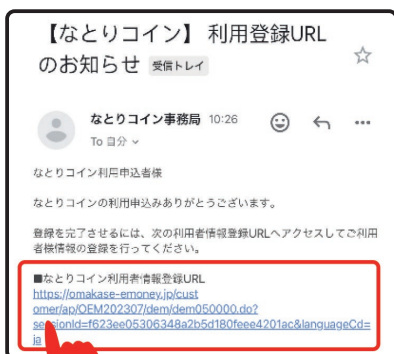 【なとりコイン】 利用登録URL
のお知らせ 受信トレイ
なとりコイン事務局 10:26
To 自分
なとりコイン利用申込者様
なとりコインの利用申込みありがとうございます。
登録を完了させるには、次の利用者情報登録URLへアクセスしてご利用
者様情報の登録を行ってください。
■なとりコイン利用者情報登録URL
https://omakase-emoney.jp/cust
omer/ap/OEM202307/dem/dem050000.do?
sessionId=f623ee05306348a2b5d180feee4201ac&languageCd=
ja